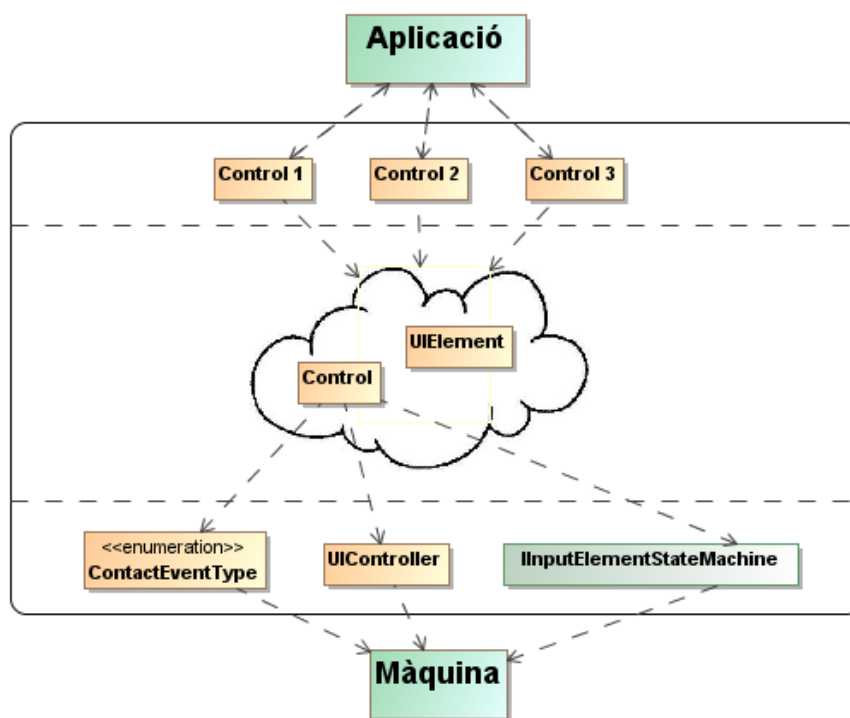 Aplicació
Control 1
Control 2
Control 3
UIElement
Control
<<enumeration>>
ContactEventType
UIController
IInputElementStateMachine
Màquina